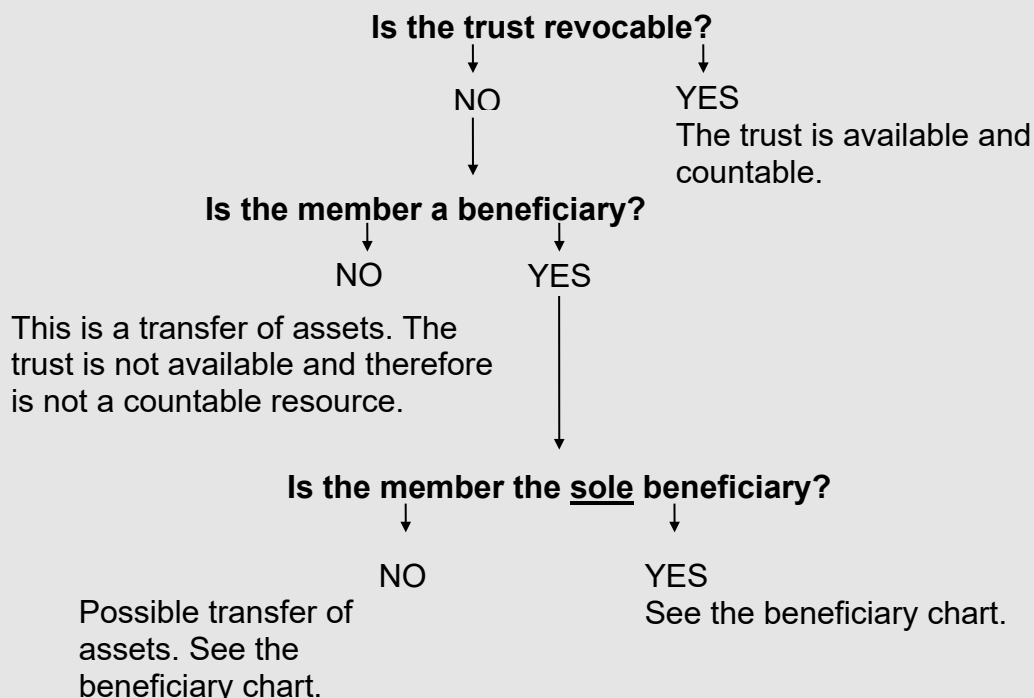 Is the trust revocable?
NO
YES
The trust is available and
countable.
Is the member a beneficiary?
NO
YES
This is a transfer of assets. The
trust is not available and therefore
is not a countable resource.
Is the member the sole beneficiary?
NO
Possible transfer of
assets. See the
beneficiary chart.
YES
See the beneficiary chart.